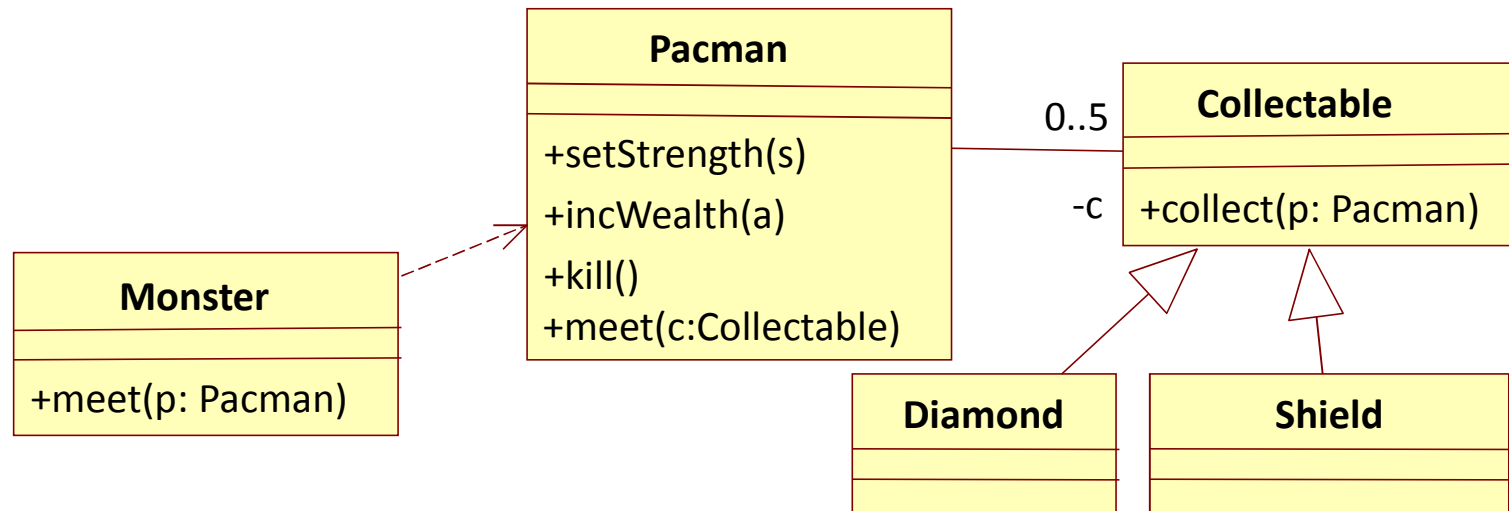 Pacman
+setStrength(s)
+incWealth(a)
+kill()
+meet(c:Collectable)
0..5
-c
Collectable
+collect(p: Pacman)
Monster
+meet(p: Pacman)
Diamond
Shield